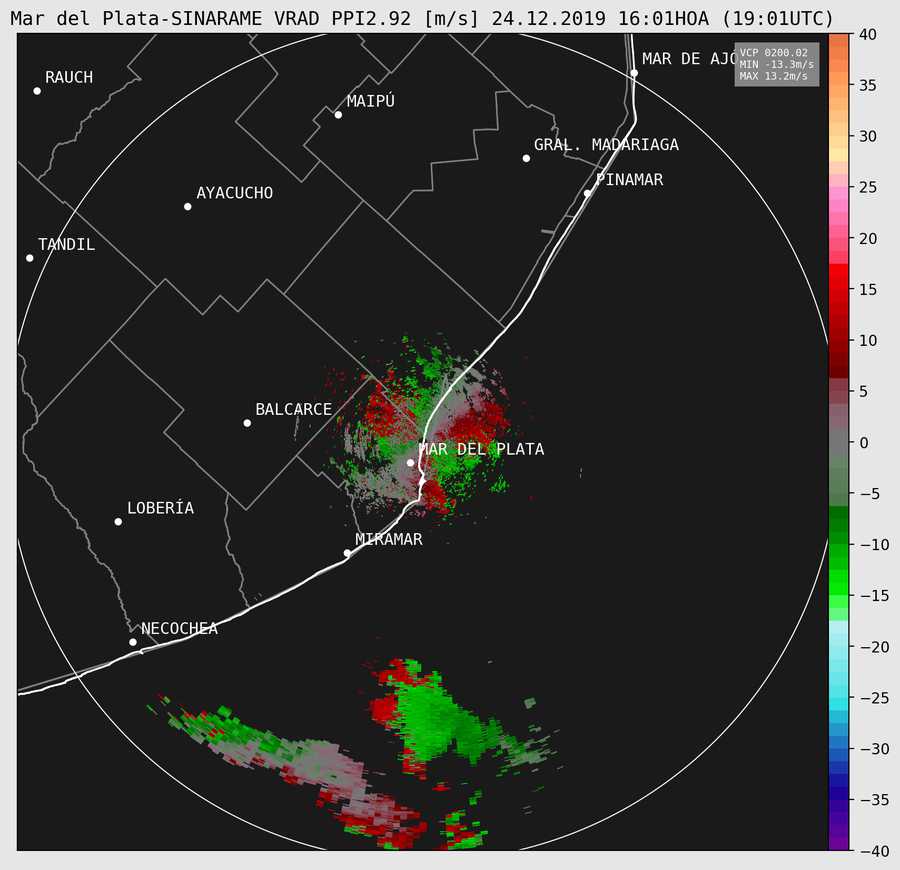 Mar del Plata-SINARAME VRAD PPI2.92 [m/s] 24.12.2019 16:01HOA (19:01UTC)
40
MAR DE AJÓ
VCP 0200.02
MIN -13.3m/s
MAX 13.2m/s
RAUCH
35
MAIPÚ
30
GRAL. MADARIAGA
PINAMAR
25
AYACUCHO
TANDIL
20
15
10
5
BALCARCE
0
MAR DEL PLATA
−5
LOBERÍA
MIRAMAR
−10
−15
NECOCHEA
−20
−25
−30
−35
−40